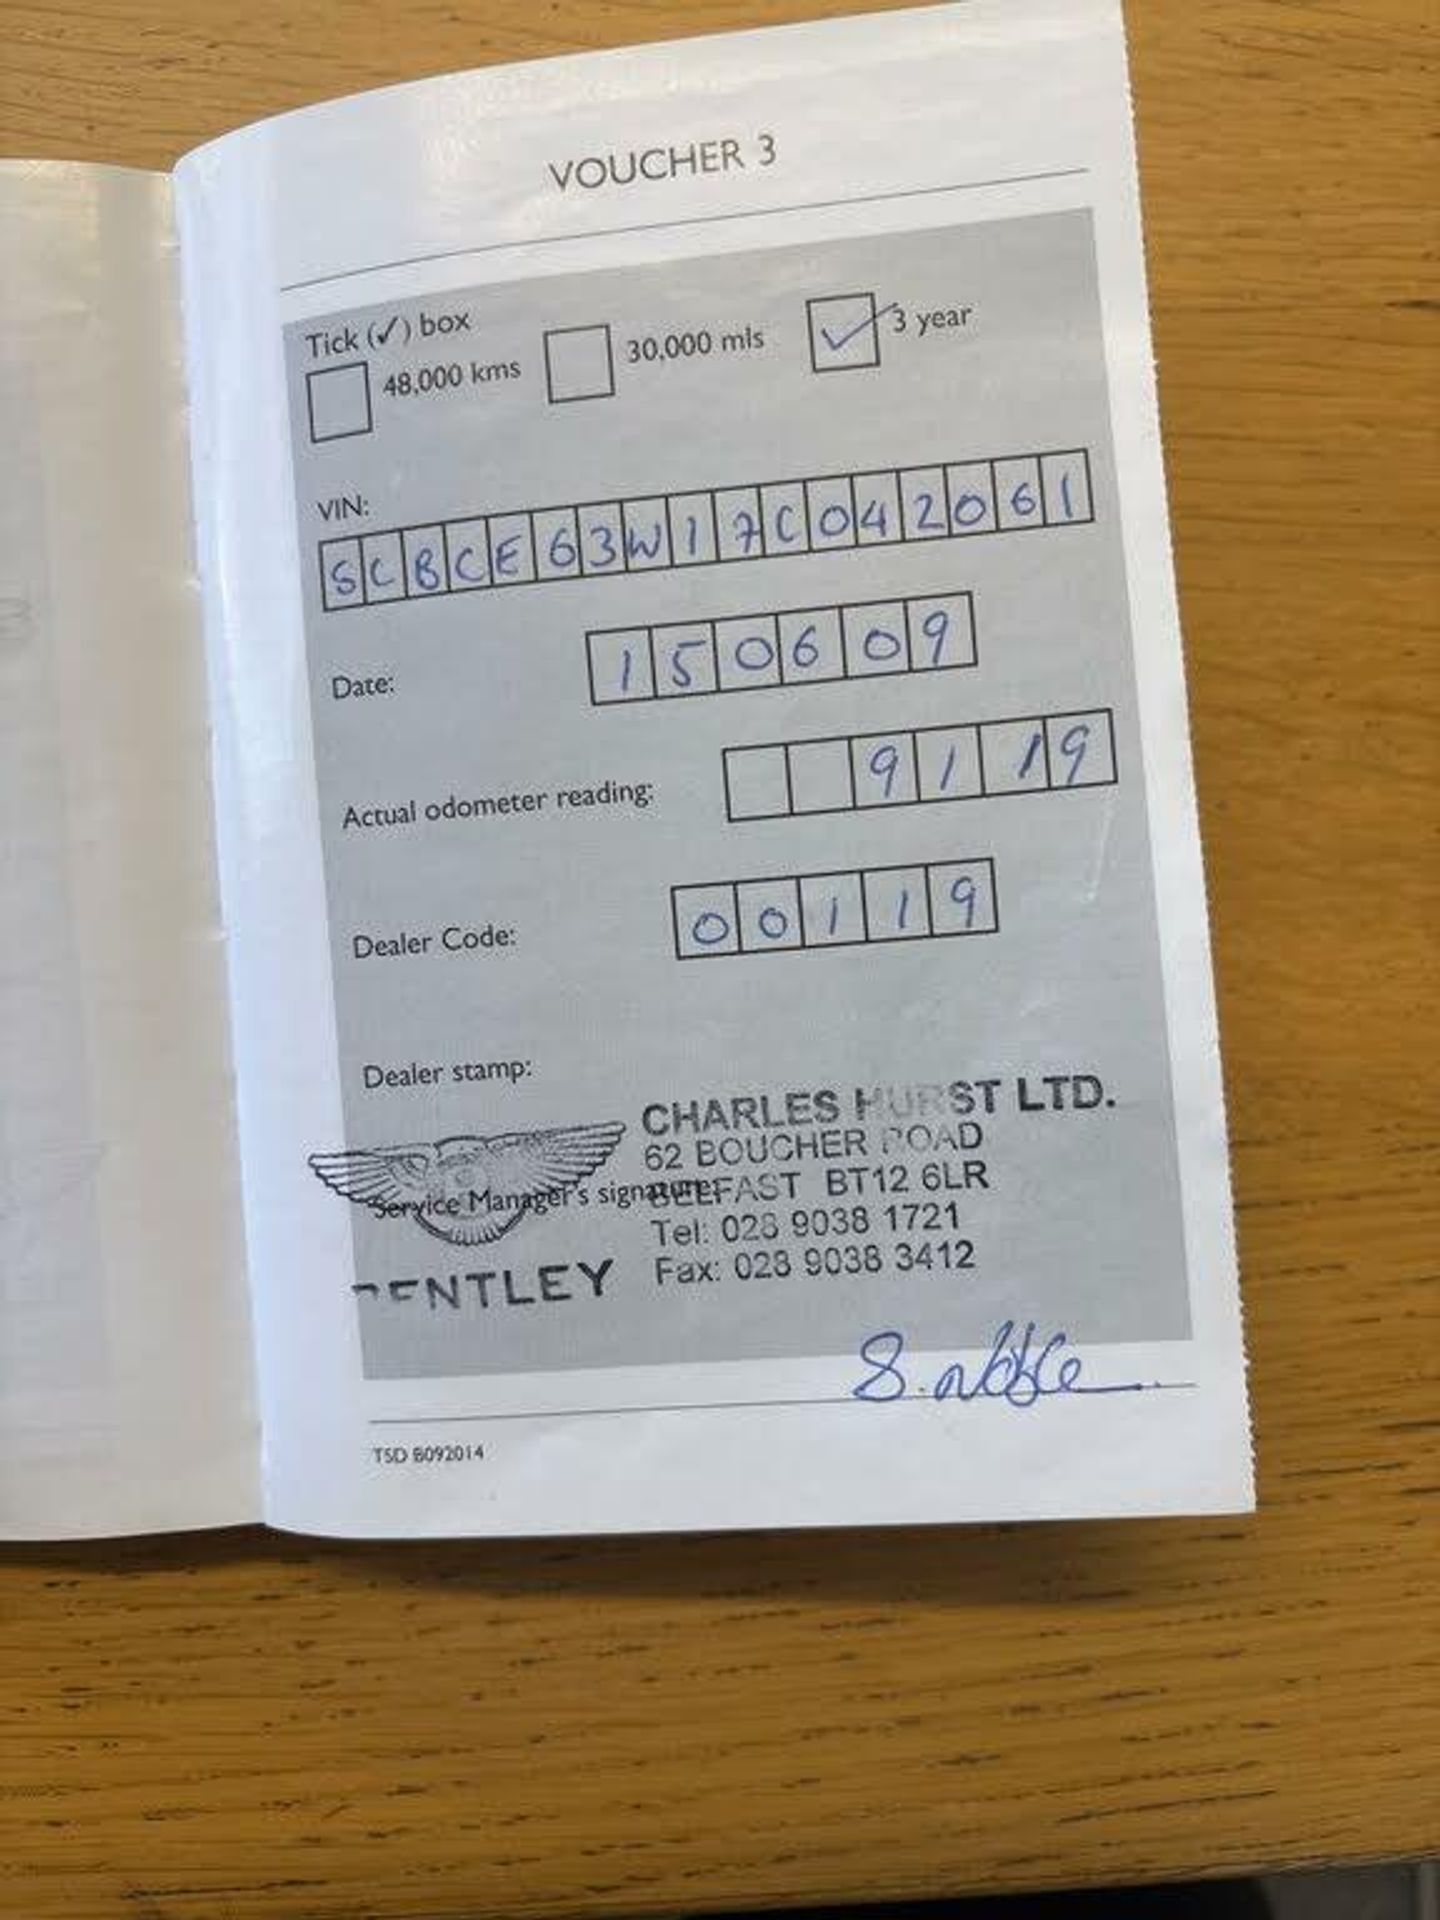 VOUCHER 3
Tick (✓) box
48,000 kms 30,000 mls ✓ 3 year
VIN:
SCBCE63W17C042061
Date: 150609
Actual odometer reading: 9119
Dealer Code: 00119
Dealer stamp:
CHARLES HURST LTD.
62 BOUCHER ROAD
BELFAST BT12 6LR
Service Manager's signature:
Tel: 028 9038 1721
Fax: 028 9038 3412
BENTLEY
S. Noble
TSD B092014